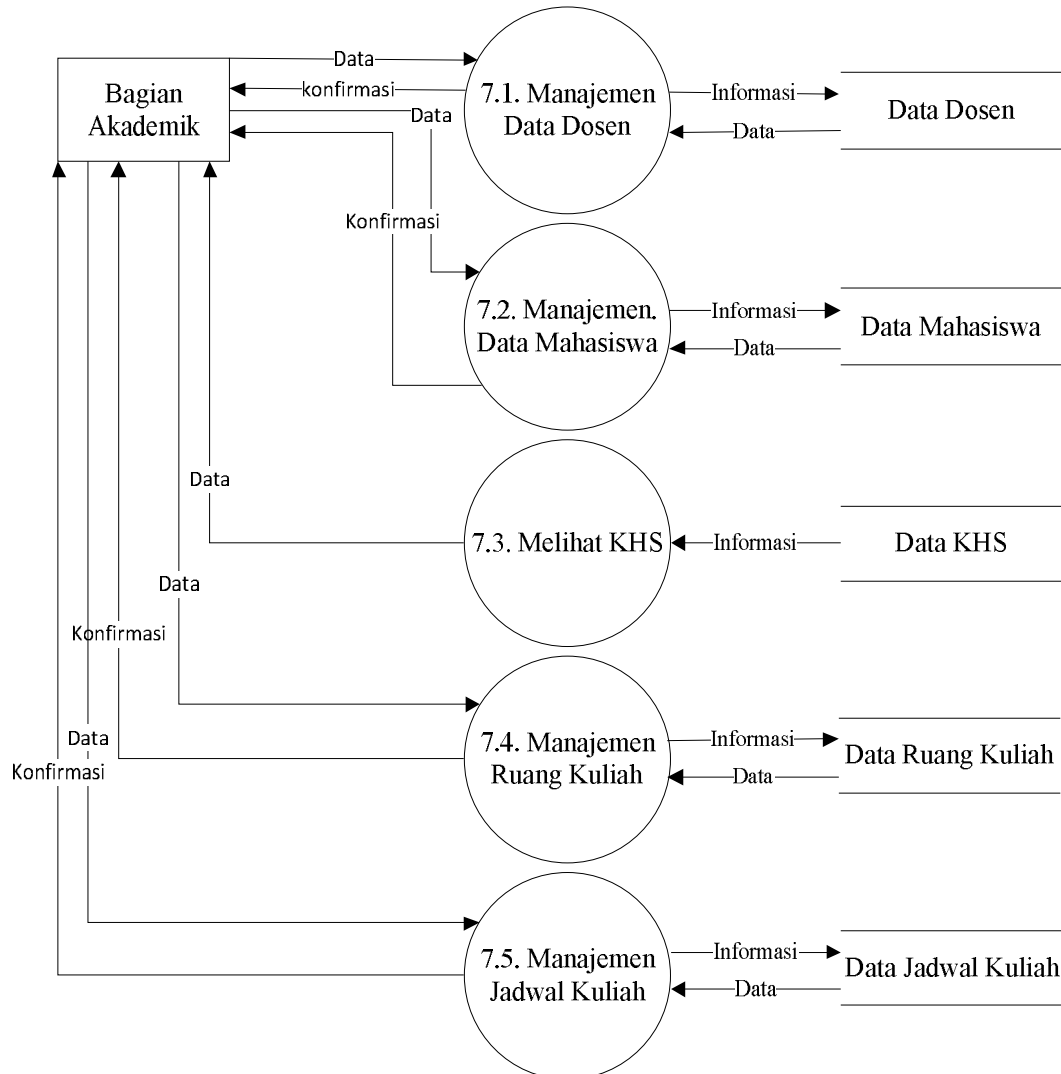 Data
konfirmasi
Data
Bagian
Akademik
7.1. Manajemen
Data Dosen
Informasi
Data
Data Dosen
Konfirmasi
7.2. Manajemen.
Data Mahasiswa
Informasi
Data
Data Mahasiswa
Data
7.3. Melihat KHS
Informasi
Data KHS
Data
Konfirmasi
7.4. Manajemen
Ruang Kuliah
Informasi
Data
Data Ruang Kuliah
Data
Konfirmasi
7.5. Manajemen
Jadwal Kuliah
Informasi
Data
Data Jadwal Kuliah